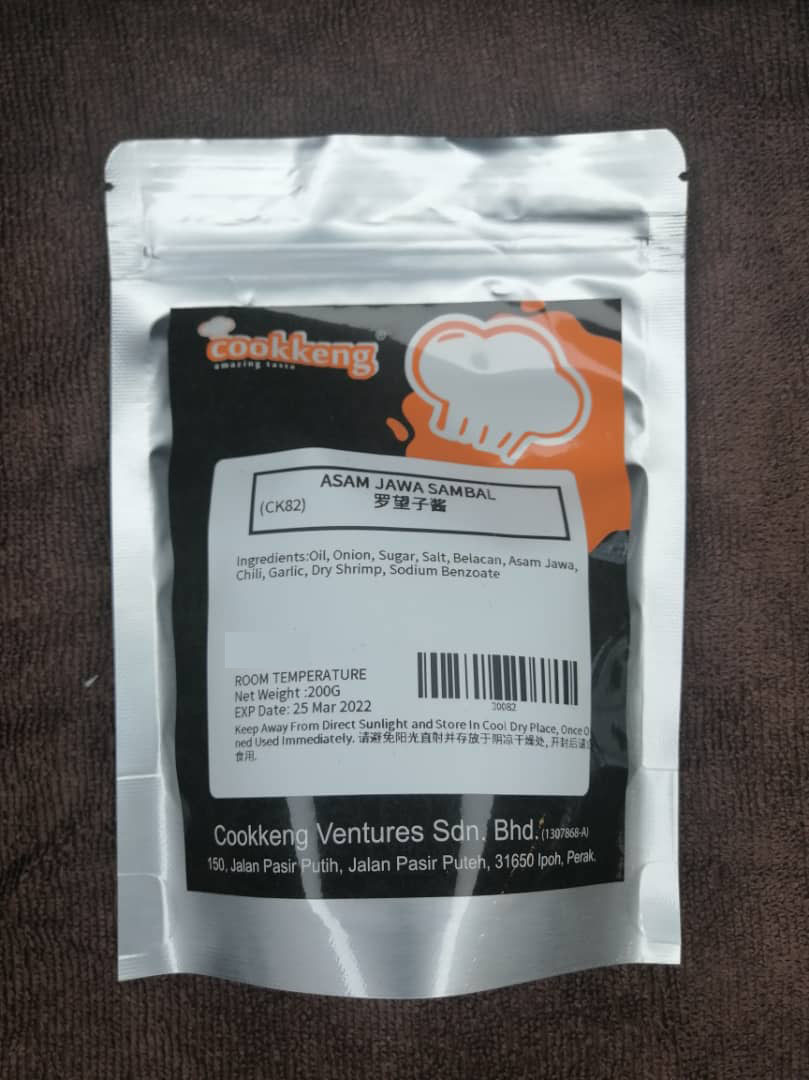 cookkeng®
amazing taste
ASAM JAWA SAMBAL
(CK82)
罗望子酱
Ingredients:Oil, Onion, Sugar, Salt, Belacan, Asam Jawa,
Chili, Garlic, Dry Shrimp, Sodium Benzoate
ROOM TEMPERATURE
Net Weight :200G
EXP Date: 25 Mar 2022
00082
Keep Away From Direct Sunlight and Store In Cool Dry Place, Once O
ned Used Immediately. 请避免阳光直射并存放于阴凉干燥处, 开封后请
食用.
Cookkeng Ventures Sdn. Bhd. (1307868-A)
150, Jalan Pasir Putih, Jalan Pasir Puteh, 31650 Ipoh, Perak.